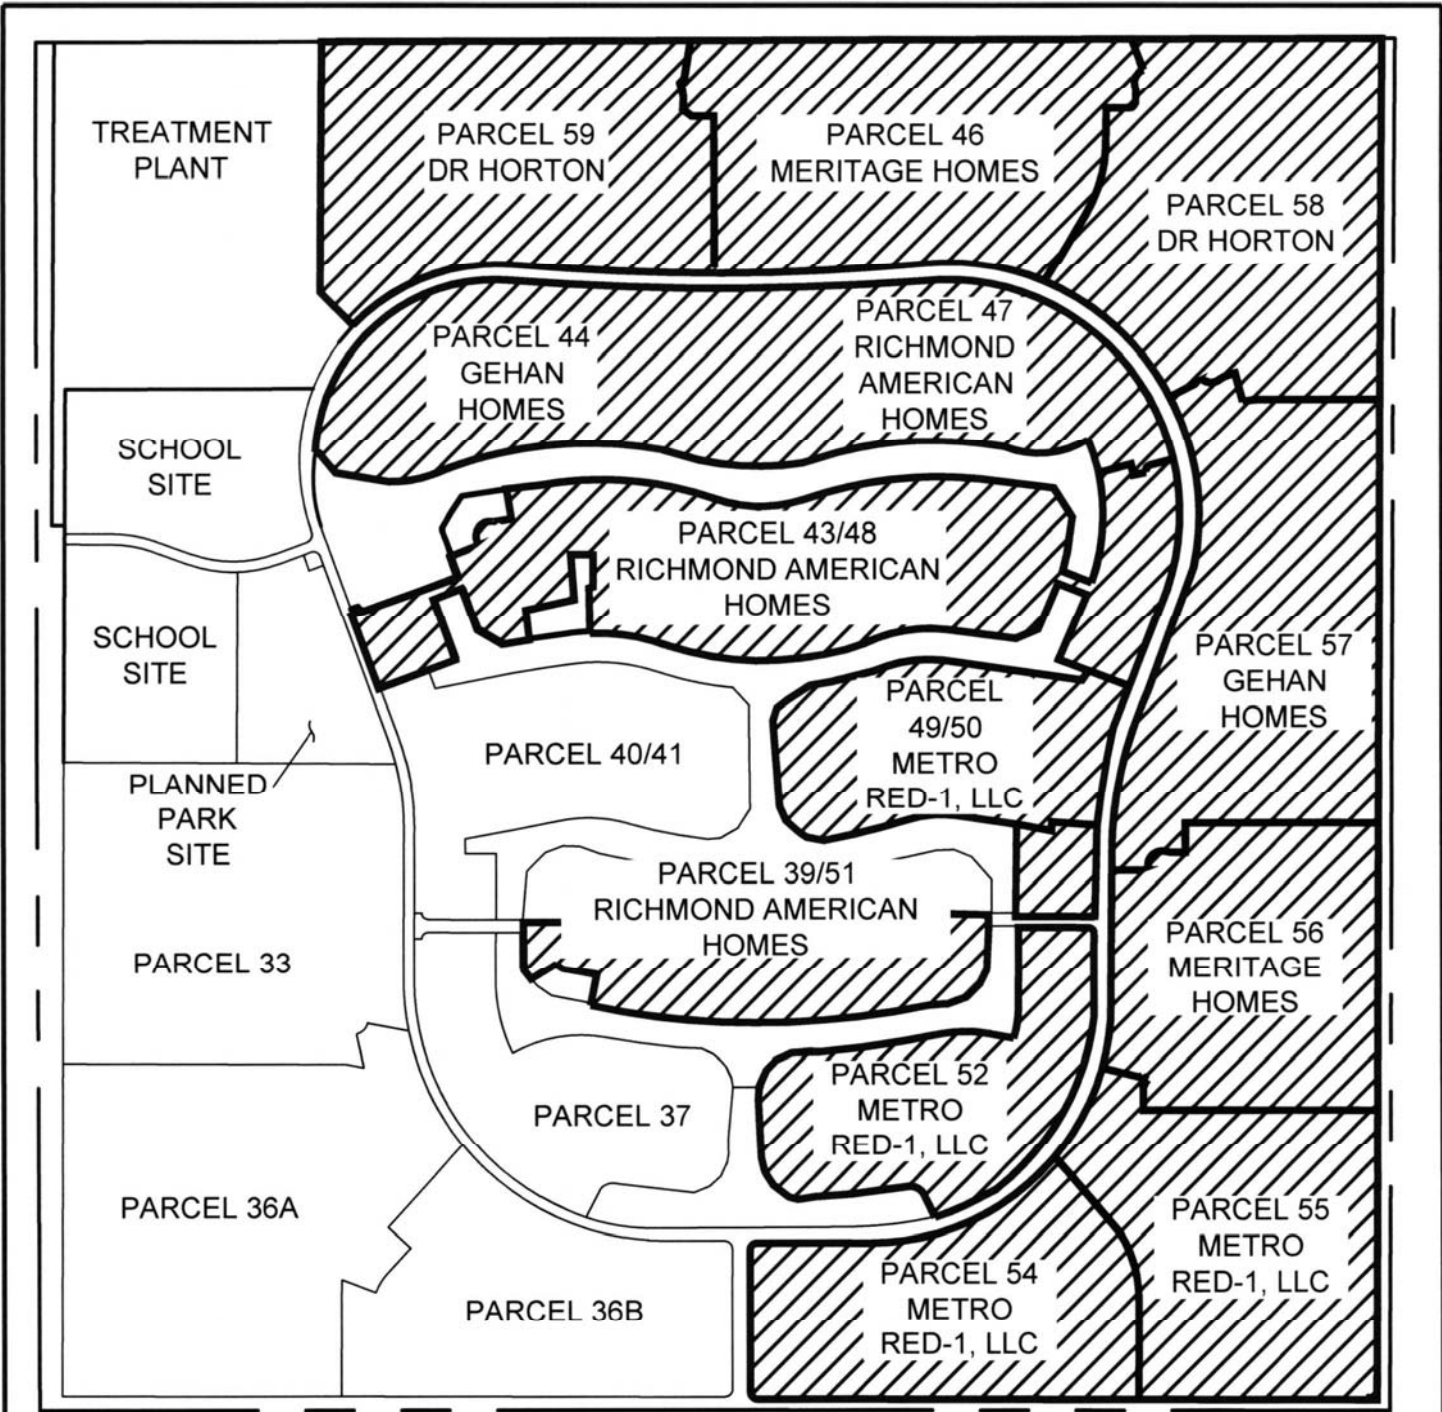 TREATMENT
PLANT
PARCEL 59
DR HORTON
PARCEL 46
MERITAGE HOMES
PARCEL 58
DR HORTON
PARCEL 44
GEHAN
HOMES
PARCEL 47
RICHMOND
AMERICAN
HOMES
SCHOOL
SITE
PARCEL 43/48
RICHMOND AMERICAN
HOMES
SCHOOL
SITE
PARCEL 57
GEHAN
HOMES
PARCEL
49/50
METRO
RED-1, LLC
PARCEL 40/41
PLANNED
PARK
SITE
PARCEL 39/51
RICHMOND AMERICAN
HOMES
PARCEL 33
PARCEL 56
MERITAGE
HOMES
PARCEL 52
METRO
RED-1, LLC
PARCEL 37
PARCEL 36A
PARCEL 55
METRO
RED-1, LLC
PARCEL 54
METRO
RED-1, LLC
PARCEL 36B